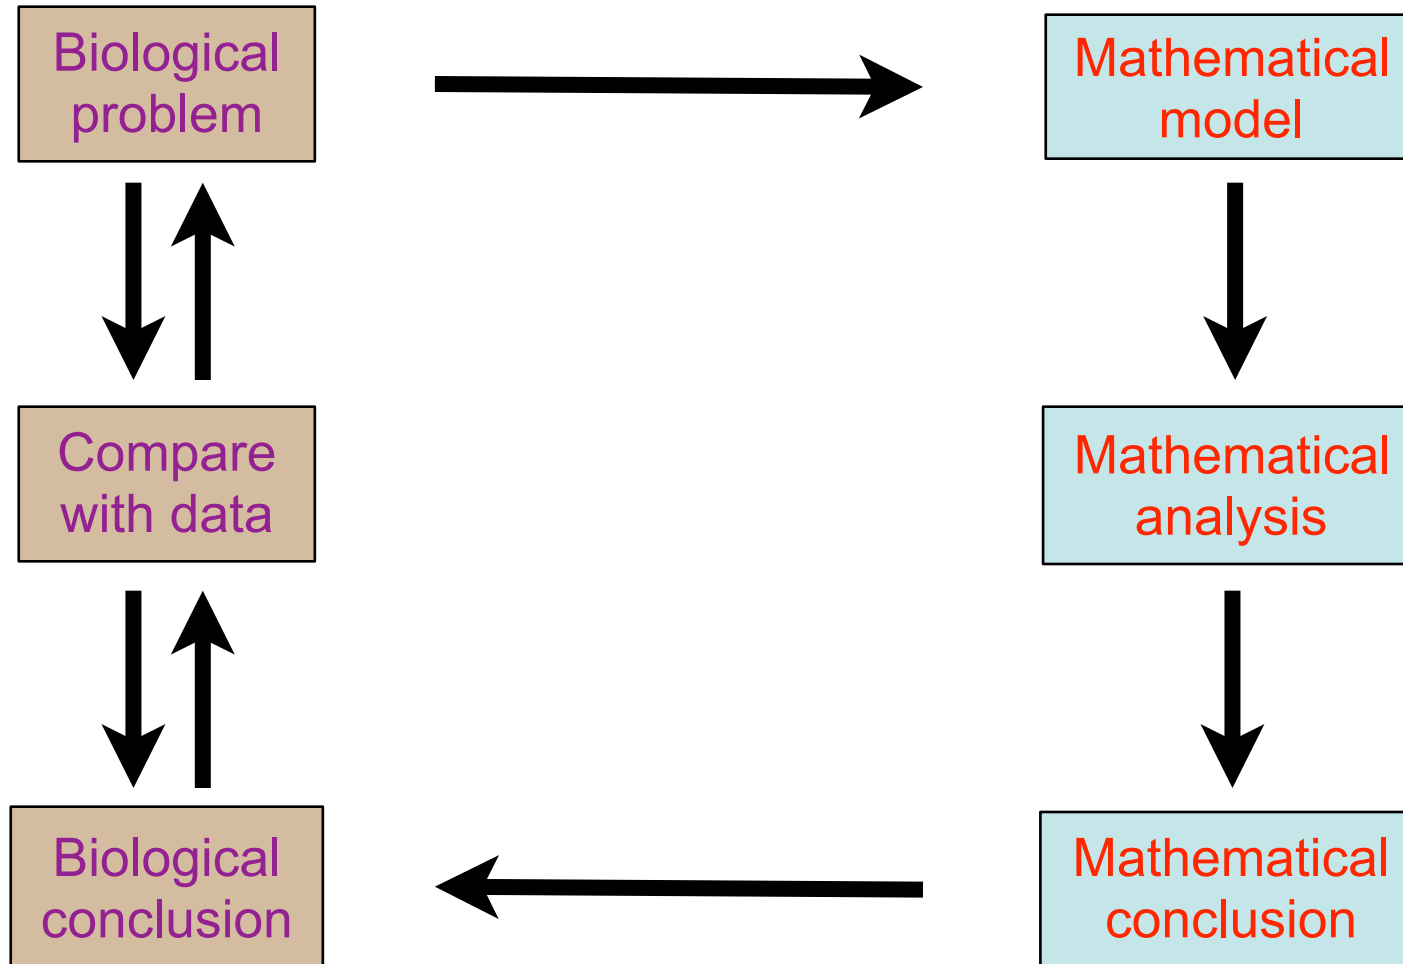 Biological
problem
Mathematical
model
Compare
with data
Mathematical
analysis
Biological
conclusion
Mathematical
conclusion